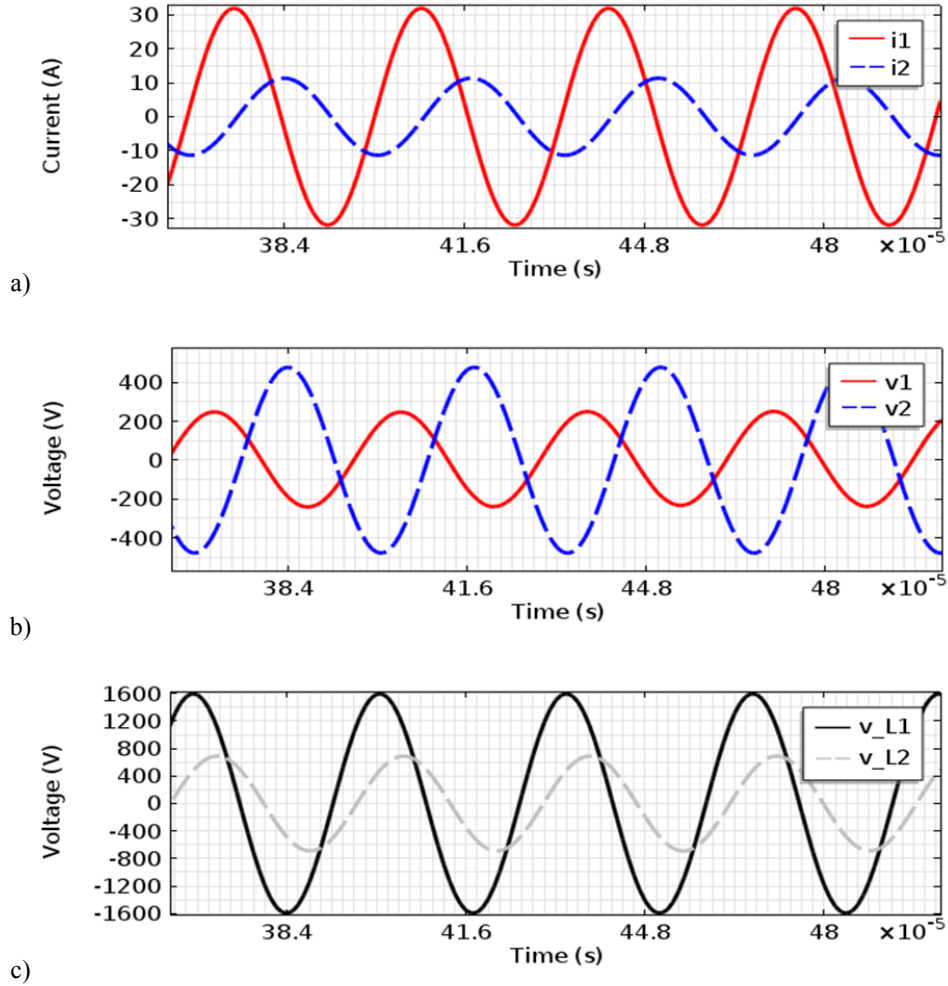 30
20
10
0
-10
-20
-30
Current (A)
i1
i2
38.4
41.6
44.8
48
×10⁻⁵
Time (s)
a)
400
200
0
-200
-400
Voltage (V)
v1
v2
38.4
41.6
44.8
48
×10⁻⁵
Time (s)
b)
1600
1200
800
400
0
-400
-800
-1200
-1600
Voltage (V)
v_L1
v_L2
38.4
41.6
44.8
48
×10⁻⁵
Time (s)
c)